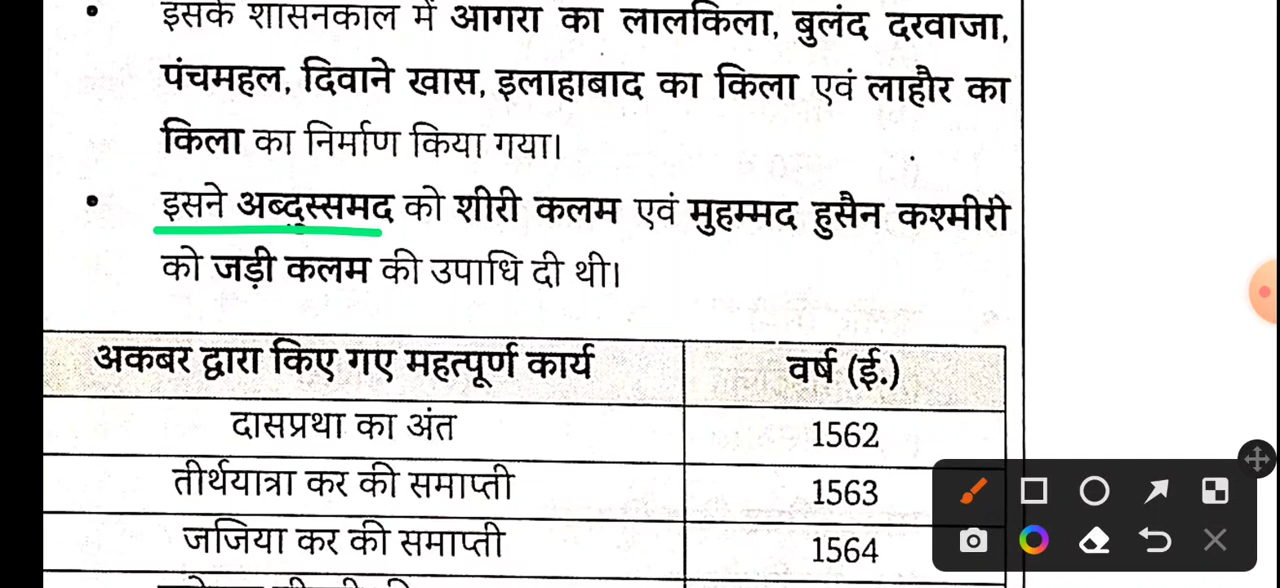 इसके शासनकाल में आगरा का लालकिला, बुलंद दरवाजा,
पंचमहल, दिवाने खास, इलाहाबाद का किला एवं लाहौर का
किला का निर्माण किया गया।
इसने अब्दुस्समद को शीरी कलम एवं मुहम्मद हुसैन कश्मीरी
को जड़ी कलम की उपाधि दी थी।
अकबर द्वारा किए गए महत्पूर्ण कार्य वर्ष (ई.)
दासप्रथा का अंत 1562
तीर्थयात्रा कर की समाप्ती 1563
जजिया कर की समाप्ती 1564